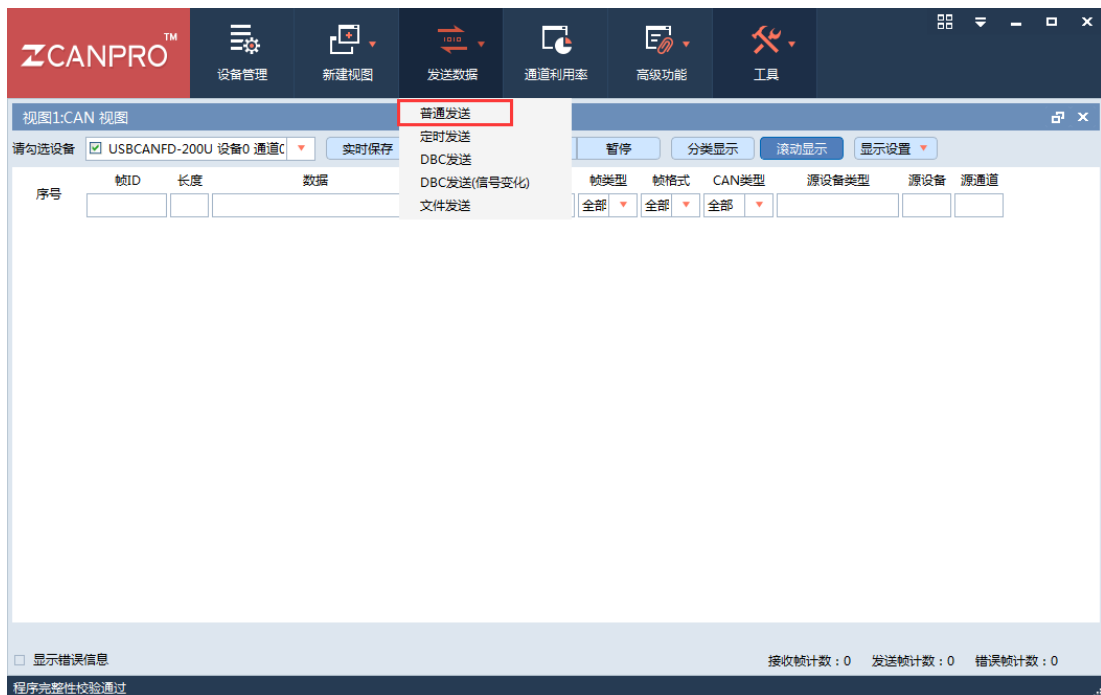 ZCANPRO™
设备管理
新建视图
发送数据
通道利用率
高级功能
工具
视图1:CAN 视图
普通发送
定时发送
DBC发送
DBC发送(信号变化)
文件发送
请勾选设备 USBCANFD-200U 设备0 通道 实时保存 暂停 分类显示 滚动显示 显示设置
序号 帧ID 长度 数据 帧类型 帧格式 CAN类型 源设备类型 源设备 源通道
全部 全部 全部
显示错误信息
接收帧计数：0 发送帧计数：0 错误帧计数：0
程序完整性校验通过